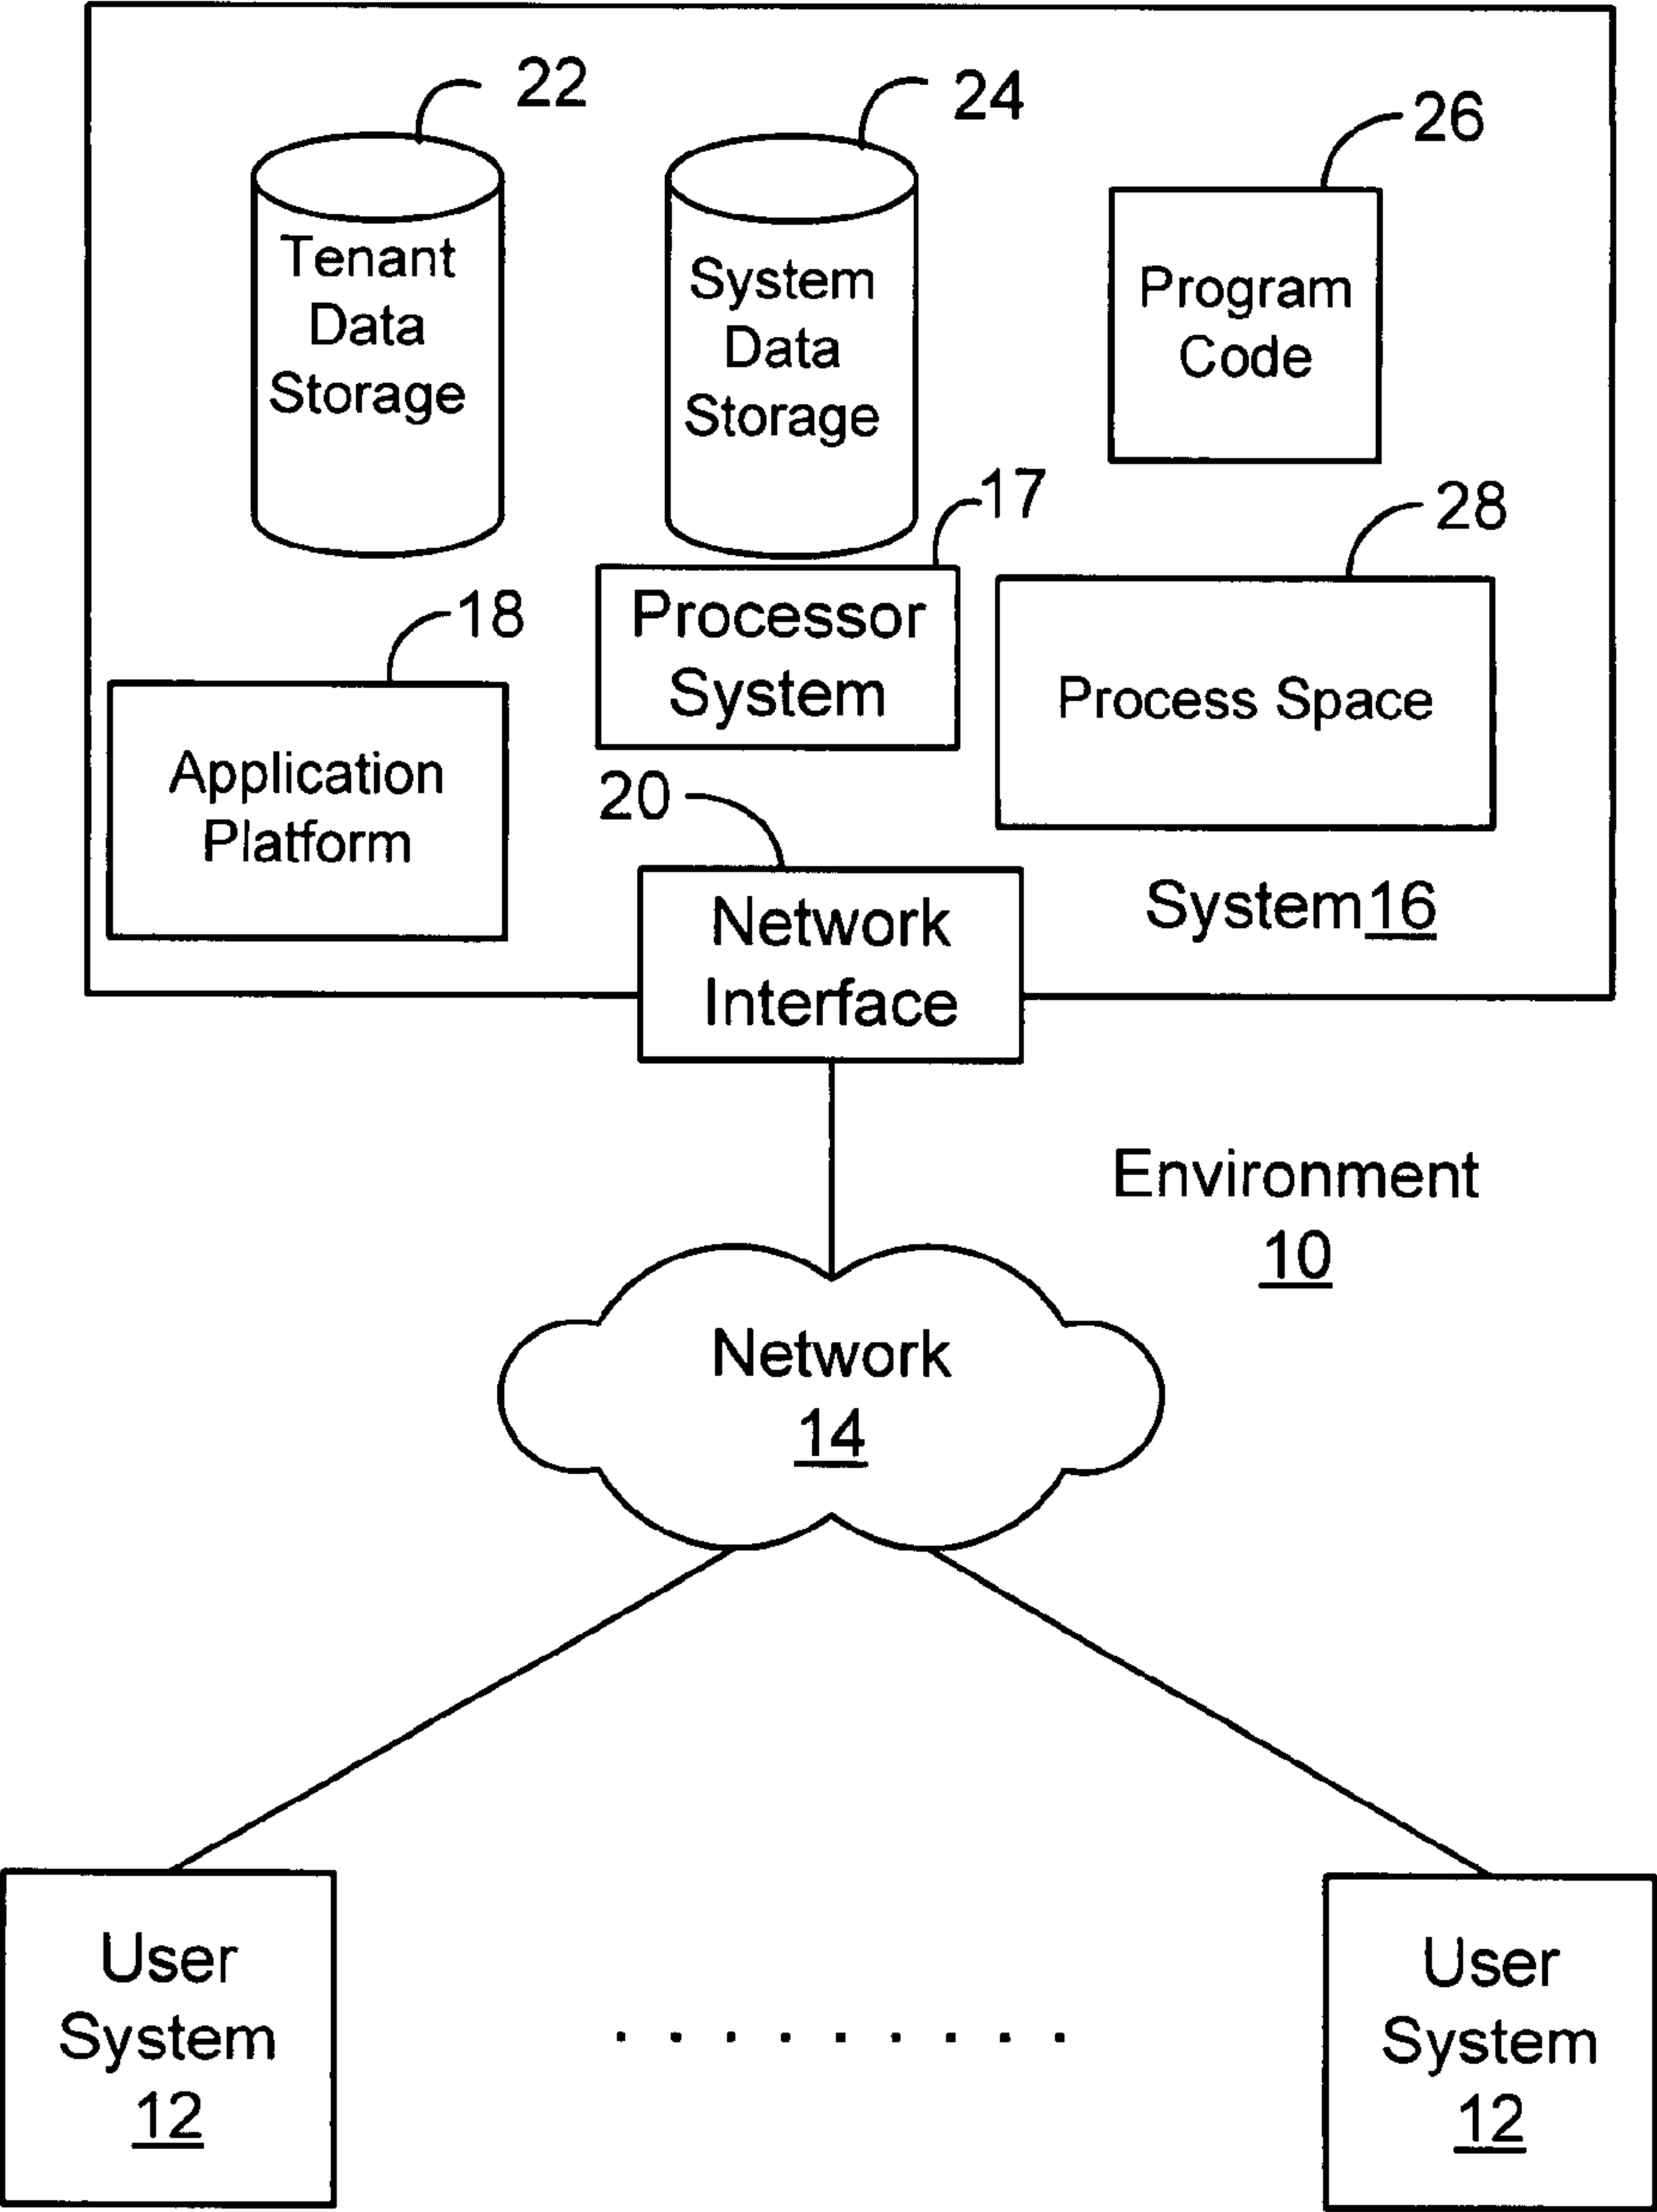 22
24
26
Tenant
Data
Storage
System
Data
Storage
Program
Code
17
28
18
Processor
System
Process Space
Application
Platform
20
Network
Interface
System16
Environment
10
Network
14
User
System
12
. . . . . . . . .
User
System
12